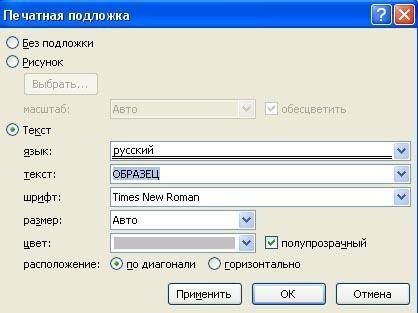 Печатная подложка
Без подложки
Рисунок
Выбрать...
масштаб: Авто обесцветить
Текст
язык: русский
текст: ОБРАЗЕЦ
шрифт: Times New Roman
размер: Авто
цвет: полупрозрачный
расположение: по диагонали горизонтально
Применить ОК Отмена